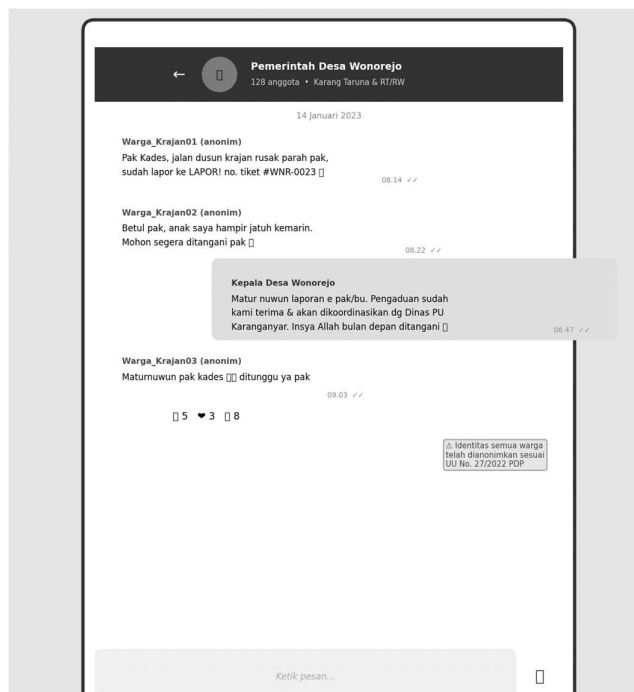 Pemerintah Desa Wonorejo
128 anggota • Karang Taruna & RT/RW
14 Januari 2023
Warga_Krajan01 (anonim)
Pak Kades, jalan dusun krajan rusak parah pak,
sudah lapor ke LAPOR! no. tiket #WNR-0023
08.14 ✓✓
Warga_Krajan02 (anonim)
Betul pak, anak saya hampir jatuh kemarin.
Mohon segera ditangani pak
08.22 ✓✓
Kepala Desa Wonorejo
Matur nuwun laporan e pak/bu. Pengaduan sudah
kami terima & akan dikoordinasikan dg Dinas PU
Karanganyar. Insya Allah bulan depan ditangani
08.47 ✓✓
Warga_Krajan03 (anonim)
Maturnuwun pak kades ditunggu ya pak
09.03 ✓✓
5 ❤ 3 8
⚠ Identitas semua warga
telah dianonimkan sesuai
UU No. 27/2022 PDP
Ketik pesan...